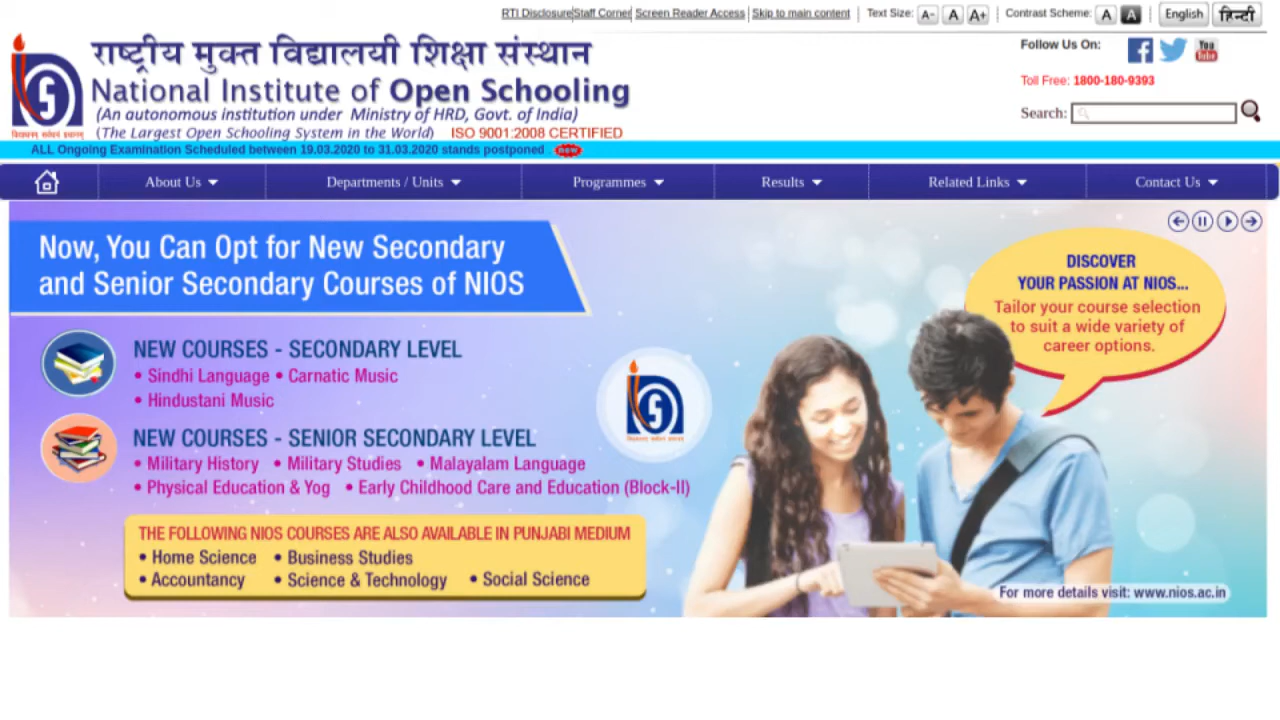 RTI Disclosure Staff Corner Screen Reader Access Skip to main content Text Size: A- A A+ Contrast Scheme: A A English हिन्दी
राष्ट्रीय मुक्त विद्यालयी शिक्षा संस्थान
National Institute of Open Schooling
(An autonomous institution under Ministry of HRD, Govt. of India)
(The Largest Open Schooling System in the World) ISO 9001:2008 CERTIFIED
Follow Us On:
You Tube
Toll Free: 1800-180-9393
Search:
ALL Ongoing Examination Scheduled between 19.03.2020 to 31.03.2020 stands postponed new
About Us Departments / Units Programmes Results Related Links Contact Us
Now, You Can Opt for New Secondary
and Senior Secondary Courses of NIOS
NEW COURSES - SECONDARY LEVEL
• Sindhi Language • Carnatic Music
• Hindustani Music
NEW COURSES - SENIOR SECONDARY LEVEL
• Military History • Military Studies • Malayalam Language
• Physical Education & Yog • Early Childhood Care and Education (Block-II)
THE FOLLOWING NIOS COURSES ARE ALSO AVAILABLE IN PUNJABI MEDIUM
• Home Science • Business Studies
• Accountancy • Science & Technology • Social Science
DISCOVER
YOUR PASSION AT NIOS...
Tailor your course selection
to suit a wide variety of
career options.
For more details visit: www.nios.ac.in